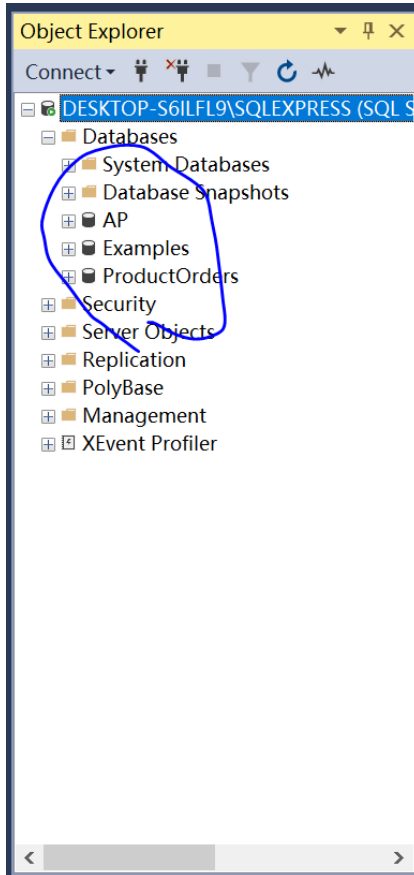 Object Explorer
Connect
DESKTOP-S6ILFL9\SQLEXPRESS (SQL S
Databases
System Databases
Database Snapshots
AP
Examples
ProductOrders
Security
Server Objects
Replication
PolyBase
Management
XEvent Profiler